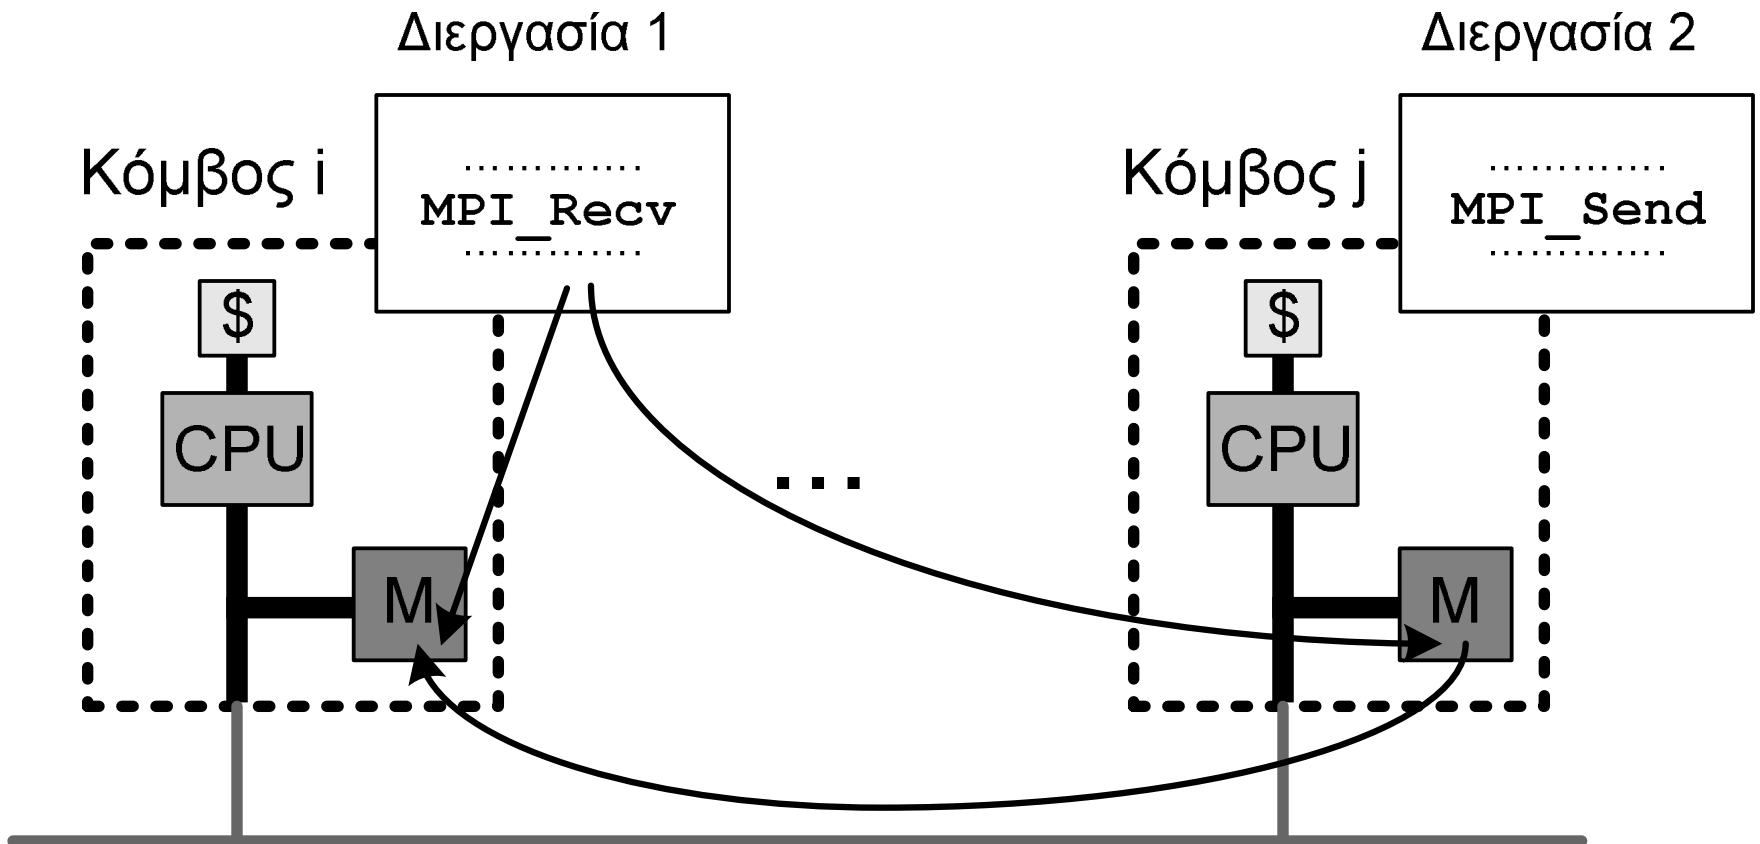 Διεργασία 1
Διεργασία 2
Κόμβος i
.............
MPI_Recv
.............
Κόμβος j
.............
MPI_Send
.............
$
$
CPU
...
CPU
M
M